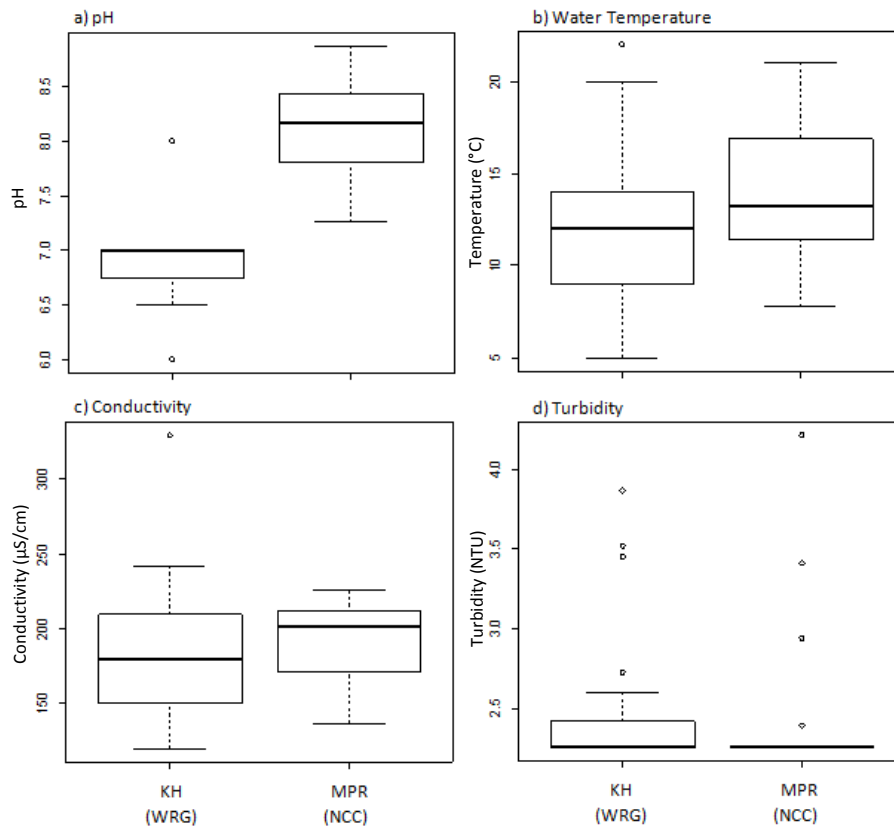 a) pH
b) Water Temperature
pH
6.0
6.5
7.0
7.5
8.0
8.5
Temperature (°C)
5
10
15
20
c) Conductivity
d) Turbidity
Conductivity (µS/cm)
150
200
250
300
Turbidity (NTU)
2.5
3.0
3.5
4.0
KH
MPR
KH
MPR
(WRG)
(NCC)
(WRG)
(NCC)